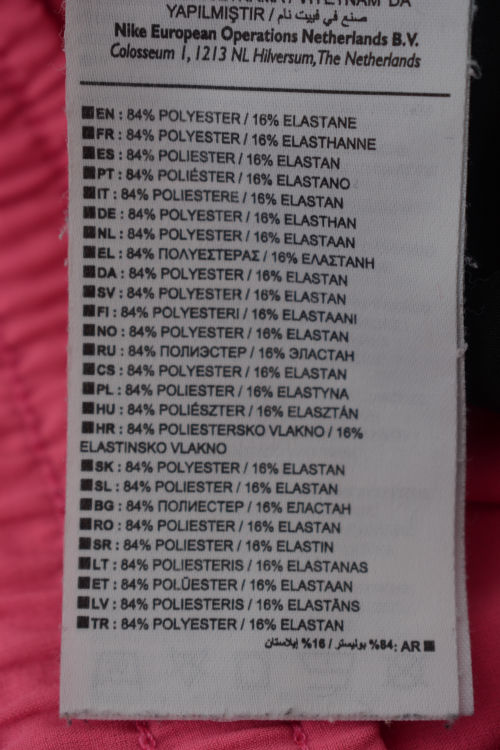 YAPILMIŞTIR / صنع في فييت نام
Nike European Operations Netherlands B.V.
Colosseum 1, 1213 NL Hilversum, The Netherlands
EN : 84% POLYESTER / 16% ELASTANE
FR : 84% POLYESTER / 16% ELASTHANNE
ES : 84% POLIESTER / 16% ELASTAN
PT : 84% POLIÉSTER / 16% ELASTANO
IT : 84% POLIESTERE / 16% ELASTAN
DE : 84% POLYESTER / 16% ELASTHAN
NL : 84% POLYESTER / 16% ELASTAAN
EL : 84% ΠΟΛΥΕΣΤΕΡΑΣ / 16% ΕΛΑΣΤΑΝΗ
DA : 84% POLYESTER / 16% ELASTAN
SV : 84% POLYESTER / 16% ELASTAN
FI : 84% POLYESTERI / 16% ELASTAANI
NO : 84% POLYESTER / 16% ELASTAN
RU : 84% ПОЛИЭСТЕР / 16% ЭЛАСТАН
CS : 84% POLYESTER / 16% ELASTAN
PL : 84% POLIESTER / 16% ELASTYNA
HU : 84% POLIÉSZTER / 16% ELASZTÁN
HR : 84% POLIESTERSKO VLAKNO / 16%
ELASTINSKO VLAKNO
SK : 84% POLYESTER / 16% ELASTAN
SL : 84% POLIESTER / 16% ELASTAN
BG : 84% ПОЛИЕСТЕР / 16% ЕЛАСТАН
RO : 84% POLIESTER / 16% ELASTAN
SR : 84% POLIESTER / 16% ELASTIN
LT : 84% POLIESTERIS / 16% ELASTANAS
ET : 84% POLÜESTER / 16% ELASTAAN
LV : 84% POLIESTERIS / 16% ELASTĀNS
TR : 84% POLYESTER / 16% ELASTAN
AR : 84% بوليستر / 16% إيلاستان